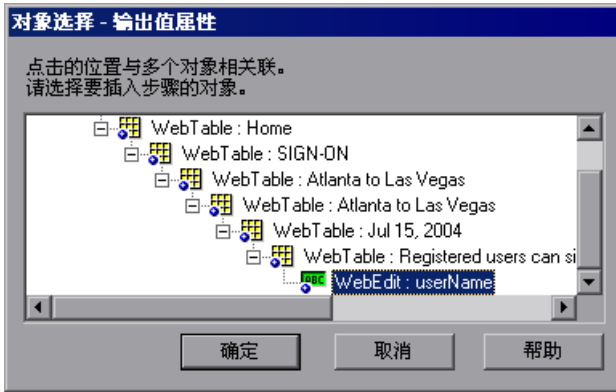 对象选择 - 输出值属性
点击的位置与多个对象相关联。
请选择要插入步骤的对象。
WebTable : Home
WebTable : SIGN-ON
WebTable : Atlanta to Las Vegas
WebTable : Atlanta to Las Vegas
WebTable : Jul 15, 2004
WebTable : Registered users can si
ABC WebEdit : userName
确定 取消 帮助